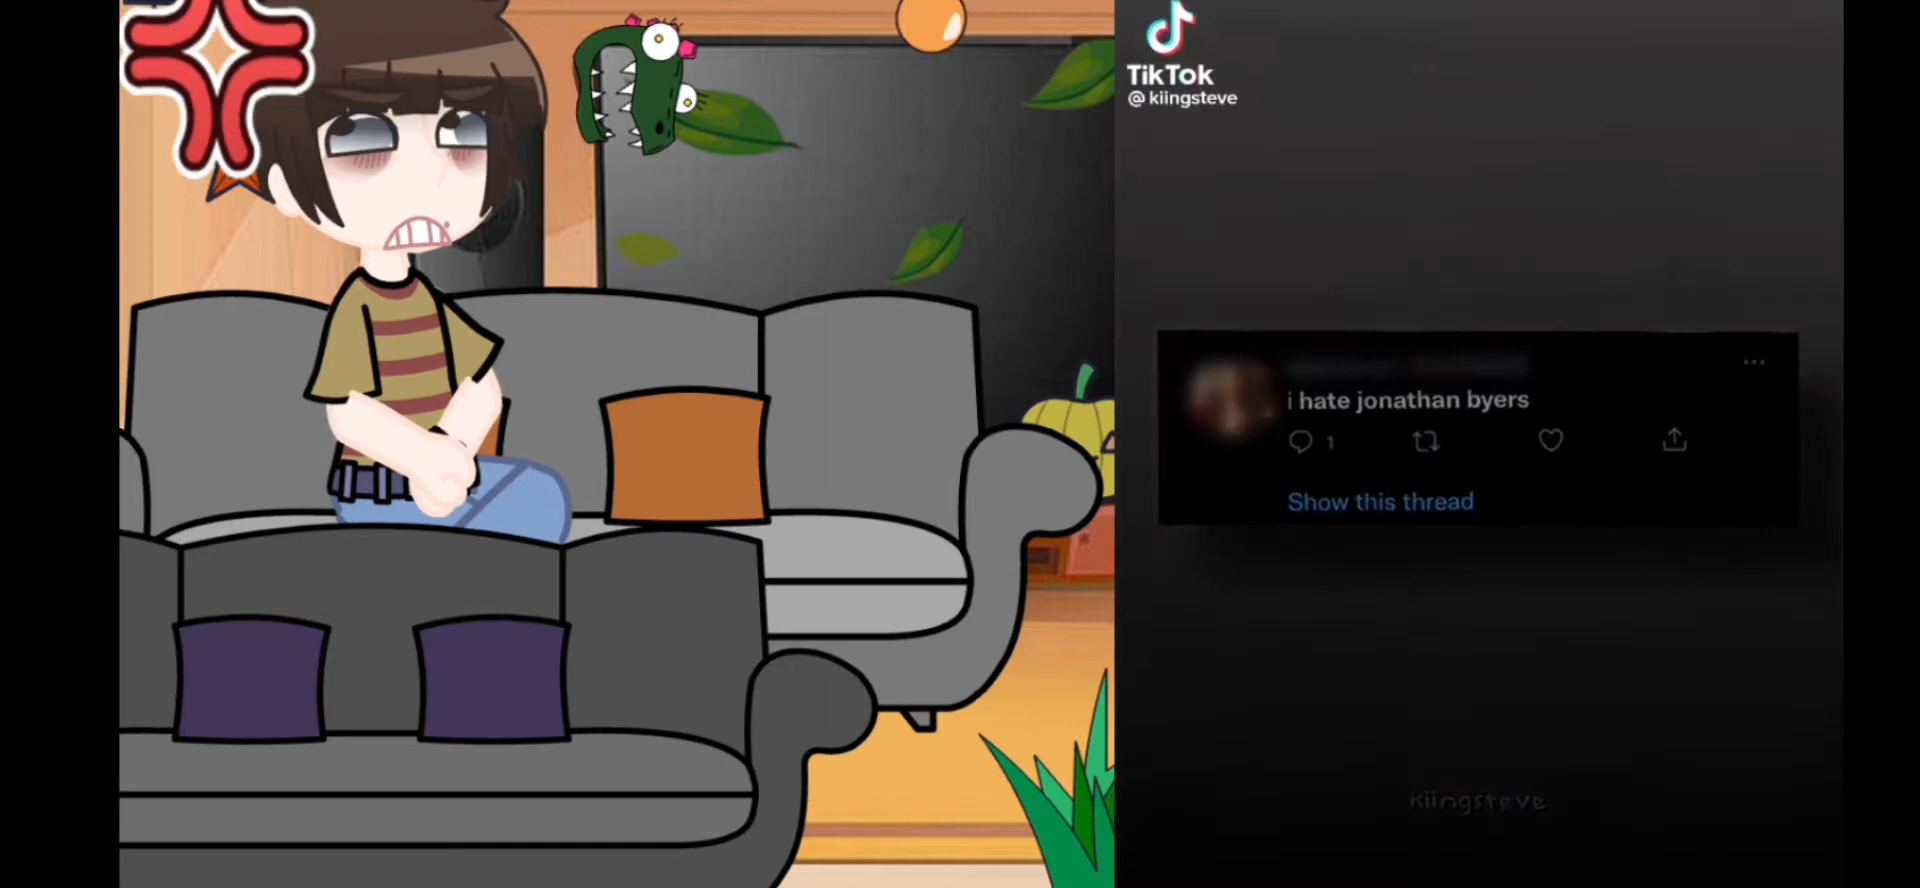 TikTok
@ kiingsteve
i hate jonathan byers
1
Show this thread
kiingsteve